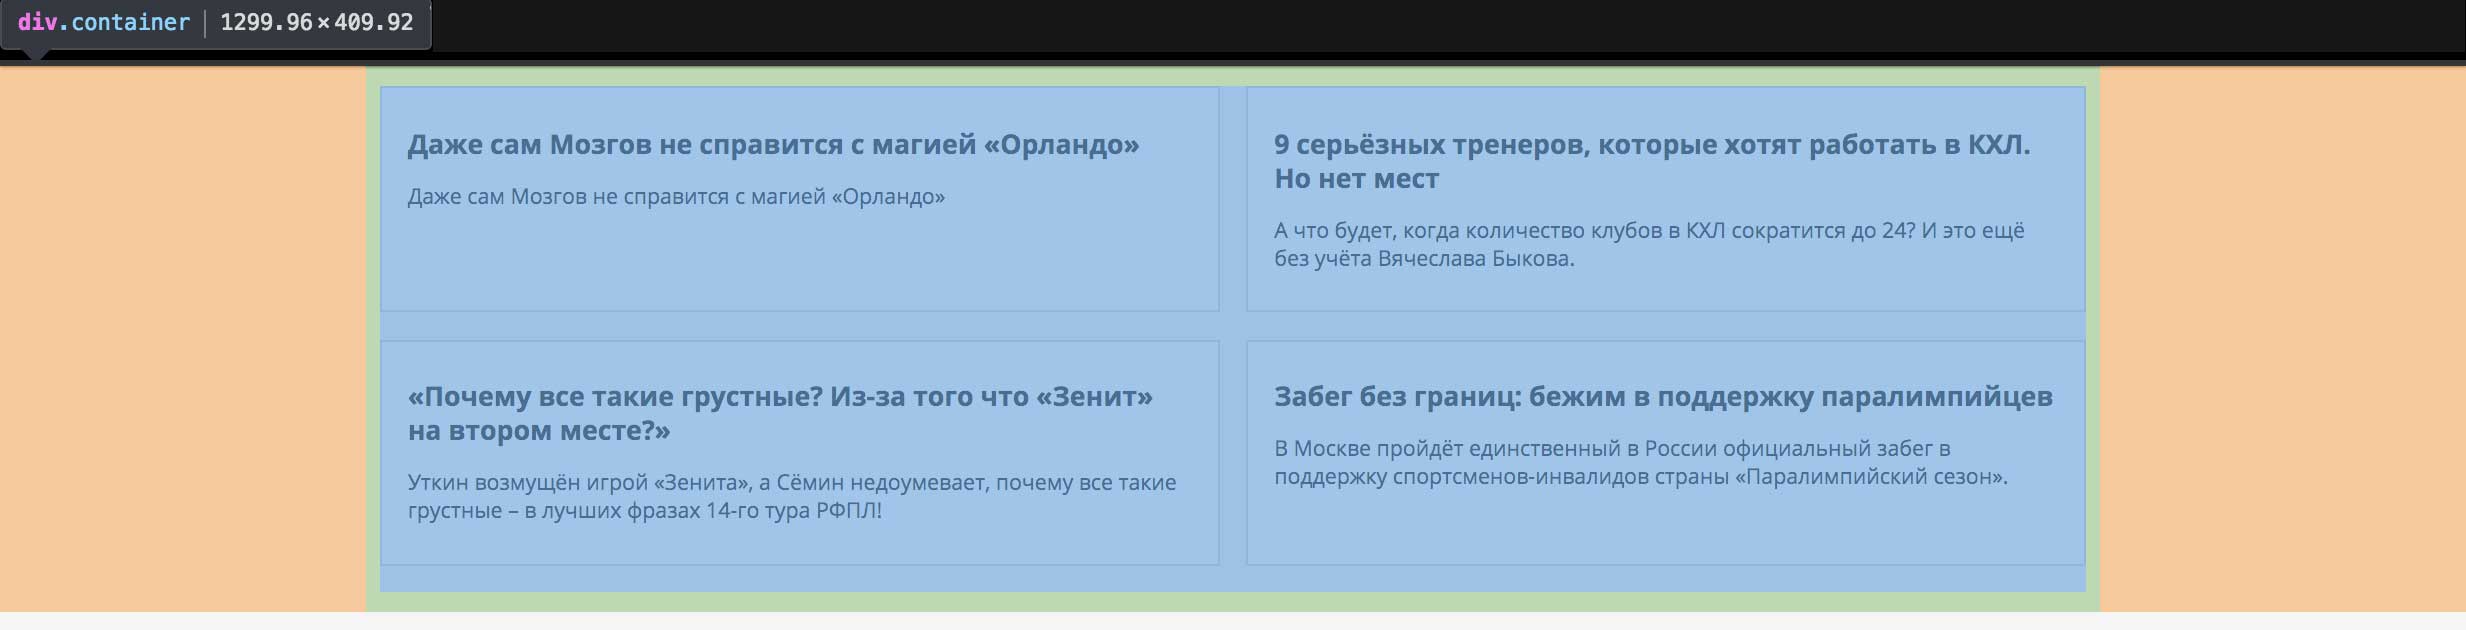 div.container 1299.96×409.92
Даже сам Мозгов не справится с магией «Орландо»
Даже сам Мозгов не справится с магией «Орландо»
9 серьёзных тренеров, которые хотят работать в КХЛ.
Но нет мест
А что будет, когда количество клубов в КХЛ сократится до 24? И это ещё
без учёта Вячеслава Быкова.
«Почему все такие грустные? Из-за того что «Зенит»
на втором месте?»
Уткин возмущён игрой «Зенита», а Сёмин недоумевает, почему все такие
грустные – в лучших фразах 14-го тура РФПЛ!
Забег без границ: бежим в поддержку паралимпийцев
В Москве пройдёт единственный в России официальный забег в
поддержку спортсменов-инвалидов страны «Паралимпийский сезон».